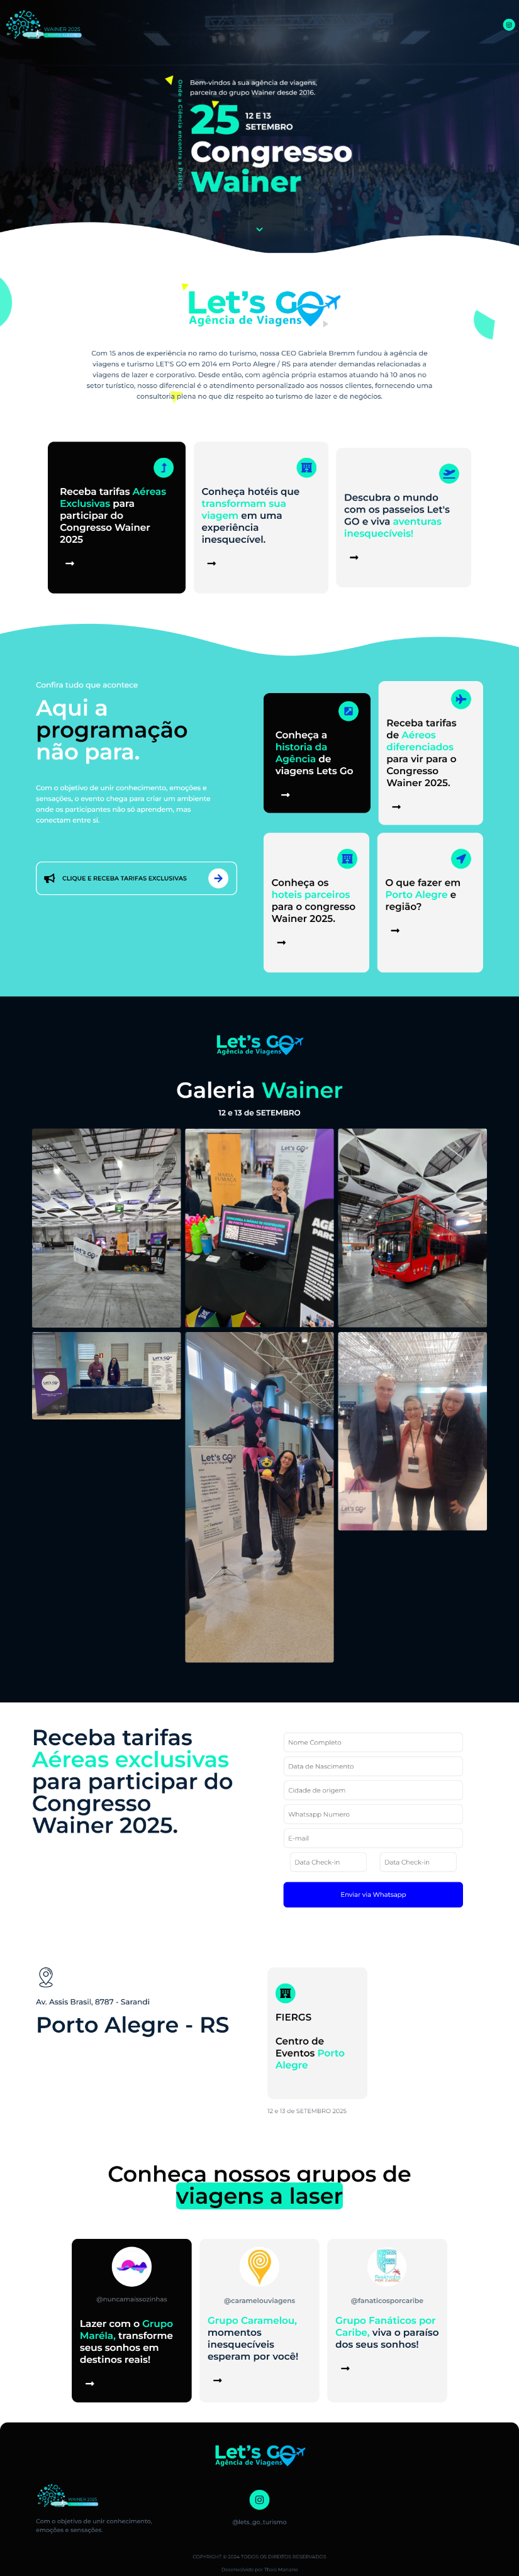 WAINER 2025
Bem-vindos à sua agência de viagens,
parceira do grupo Wainer desde 2016.
Onde a Ciência encontra a Prática
25
12 E 13
SETEMBRO
Congresso
Wainer
Let's GO
Agência de Viagens
Com 15 anos de experiência no ramo do turismo, nossa CEO Gabriela Bremm fundou à agência de
viagens e turismo LET'S GO em 2014 em Porto Alegre / RS para atender demandas relacionadas a
viagens de lazer e corporativo. Desde então, com agência própria estamos atuando há 10 anos no
setor turístico, nosso diferencial é o atendimento personalizado aos nossos clientes, fornecendo uma
consultoria plena no que diz respeito ao turismo de lazer e de negócios.
Receba tarifas Aéreas
Exclusivas para
participar do
Congresso Wainer
2025
Conheça hotéis que
transformam sua
viagem em uma
experiência
inesquecível.
Descubra o mundo
com os passeios Let's
GO e viva aventuras
inesquecíveis!
Confira tudo que acontece
Aqui a
programação
não para.
Com o objetivo de unir conhecimento, emoções e
sensações, o evento chega para criar um ambiente
onde os participantes não só aprendem, mas
conectam entre si.
CLIQUE E RECEBA TARIFAS EXCLUSIVAS
Conheça a
historia da
Agência de
viagens Lets Go
Receba tarifas
de Aéreos
diferenciados
para vir para o
Congresso
Wainer 2025.
Conheça os
hoteis parceiros
para o congresso
Wainer 2025.
O que fazer em
Porto Alegre e
região?
Let's GO
Agência de Viagens
Galeria Wainer
12 e 13 de SETEMBRO
Let's GO
Let's GO
Receba tarifas
Aéreas exclusivas
para participar do
Congresso
Wainer 2025.
Nome Completo
Data de Nascimento
Cidade de origem
Whatsapp Numero
E-mail
Data Check-in
Data Check-in
Enviar via Whatsapp
Av. Assis Brasil, 8787 - Sarandi
Porto Alegre - RS
FIERGS
Centro de
Eventos Porto
Alegre
12 e 13 de SETEMBRO 2025
Conheça nossos grupos de
viagens a laser
@nuncamaissozinhas
Lazer com o Grupo
Maréla, transforme
seus sonhos em
destinos reais!
@caramelouviagens
Grupo Caramelou,
momentos
inesquecíveis
esperam por você!
@fanaticosporcaribe
Grupo Fanáticos por
Caribe, viva o paraíso
dos seus sonhos!
Let's GO
Agência de Viagens
WAINER 2025
Com o objetivo de unir conhecimento,
emoções e sensações.
@lets_go_turismo
COPYRIGHT © 2024 TODOS OS DIREITOS RESERVADOS